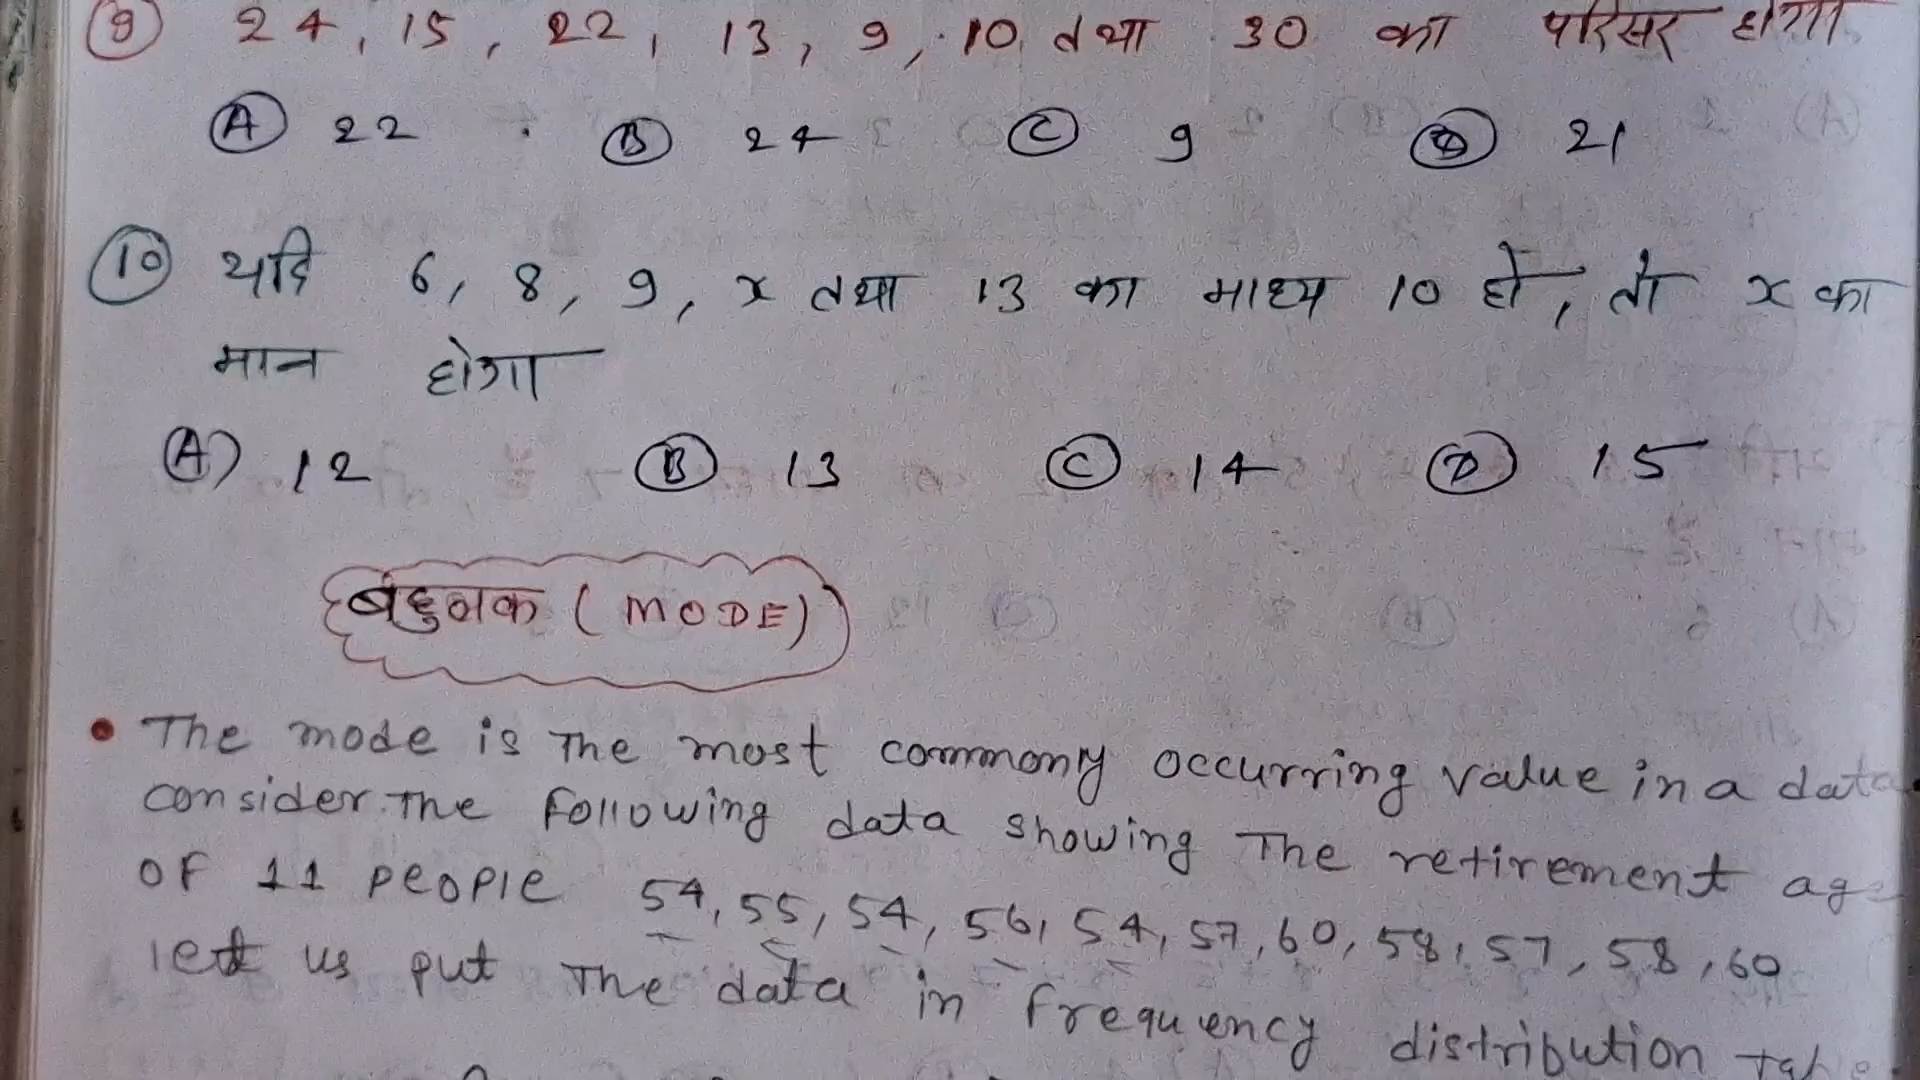 9 24, 15, 22, 13, 9, 10 तथा 30 का परिसर होगा
A 22 B 24 C 9 D 21
10 यदि 6, 8, 9, x तथा 13 का माध्य 10 हो, तो x का
मान होगा
A 12 B 13 C 14 D 15
बहुलक (MODE)
• The mode is The most commony occurring value in a data.
consider. The following data showing The retirement age
of 11 people 54, 55, 54, 56, 54, 57, 60, 58, 57, 58, 60
let us put The data in frequency distribution